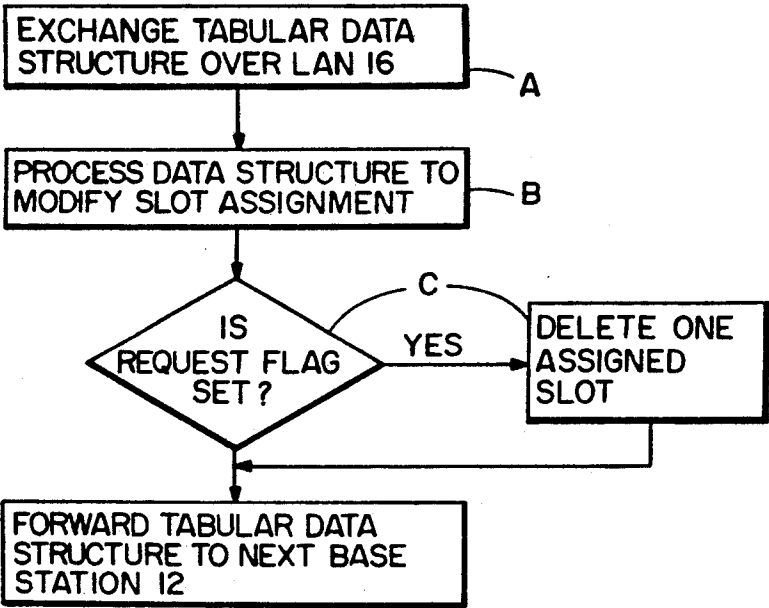 EXCHANGE TABULAR DATA
STRUCTURE OVER LAN 16
A
PROCESS DATA STRUCTURE TO
MODIFY SLOT ASSIGNMENT
B
C
IS
REQUEST FLAG
SET?
YES
DELETE ONE
ASSIGNED
SLOT
FORWARD TABULAR DATA
STRUCTURE TO NEXT BASE
STATION 12